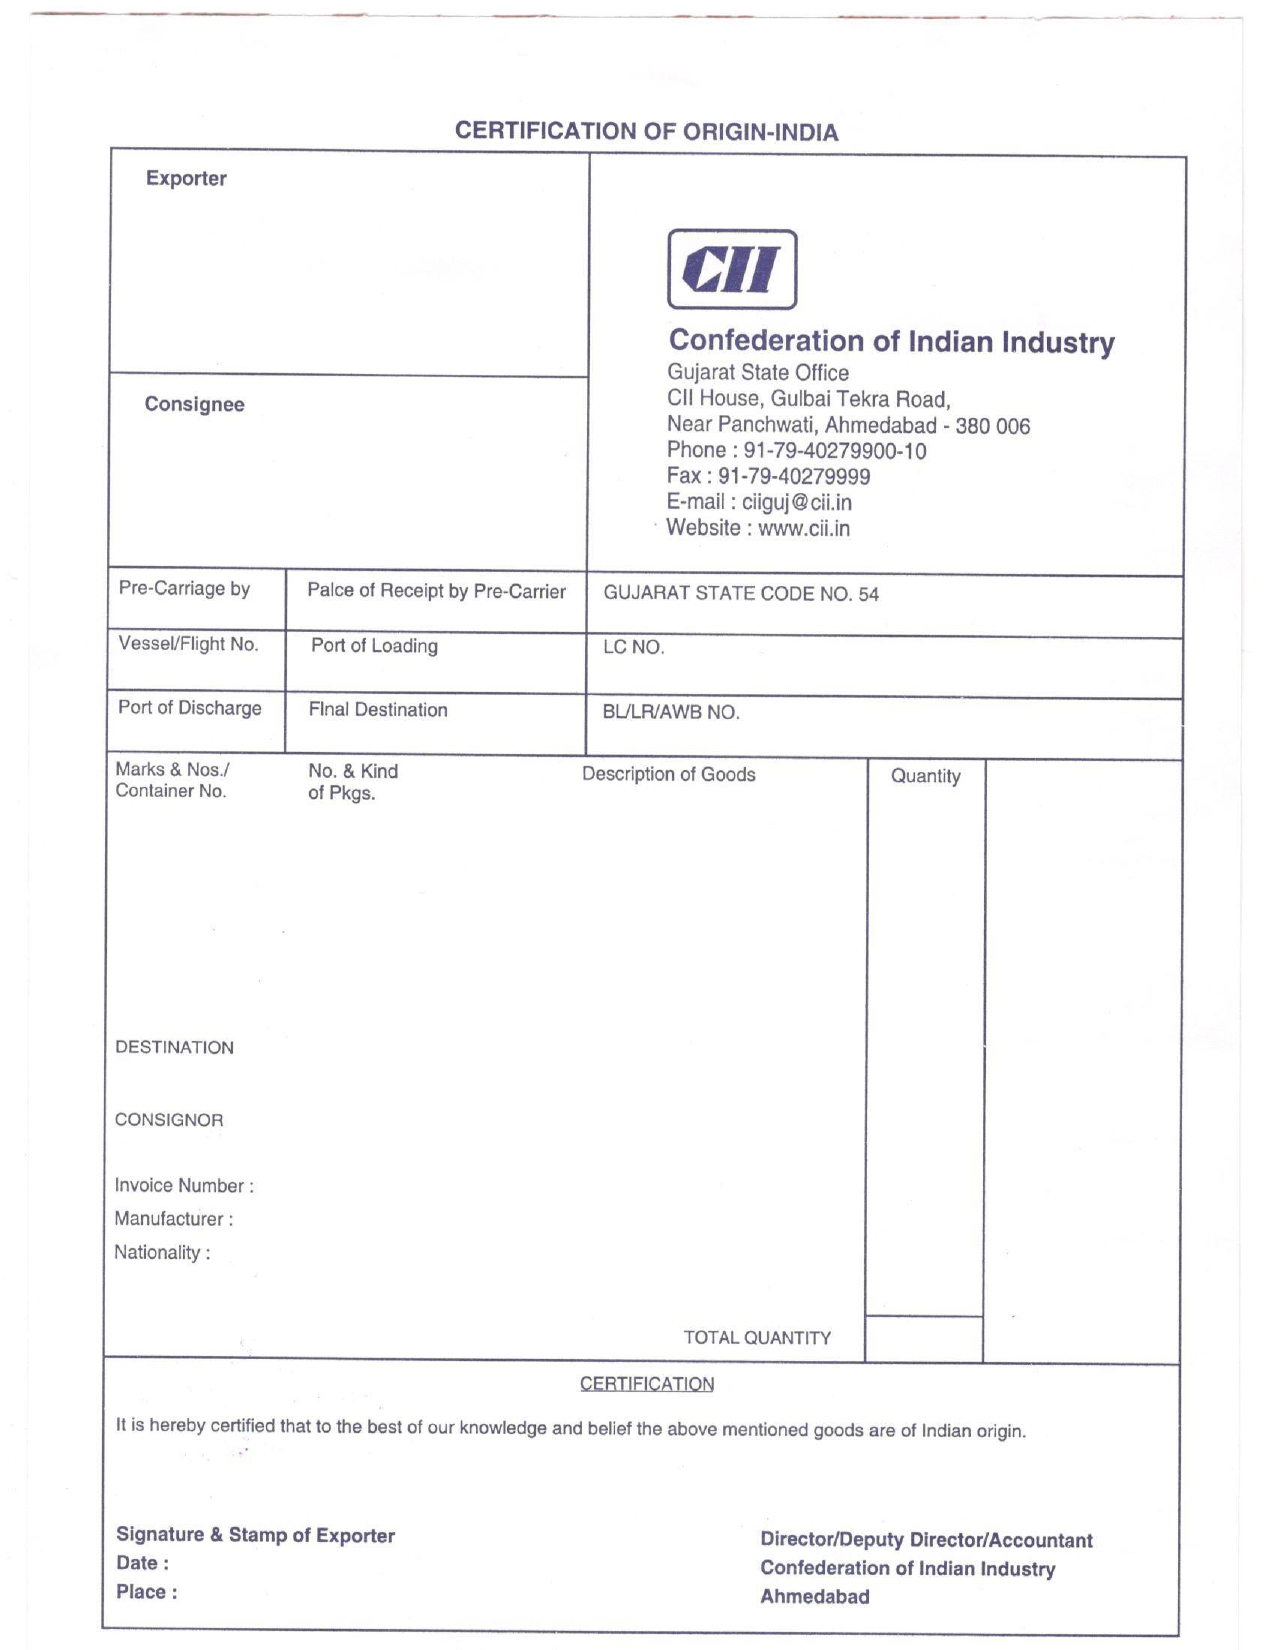 CERTIFICATION OF ORIGIN-INDIA
Exporter
CII
Confederation of Indian Industry
Gujarat State Office
CII House, Gulbai Tekra Road,
Near Panchwati, Ahmedabad - 380 006
Phone : 91-79-40279900-10
Fax : 91-79-40279999
E-mail : ciiguj@cii.in
Website : www.cii.in
Consignee
Pre-Carriage by
Palce of Receipt by Pre-Carrier
GUJARAT STATE CODE NO. 54
Vessel/Flight No.
Port of Loading
LC NO.
Port of Discharge
FInal Destination
BL/LR/AWB NO.
Marks & Nos./
Container No.
No. & Kind
of Pkgs.
Description of Goods
Quantity
DESTINATION
CONSIGNOR
Invoice Number :
Manufacturer :
Nationality :
TOTAL QUANTITY
CERTIFICATION
It is hereby certified that to the best of our knowledge and belief the above mentioned goods are of Indian origin.
Signature & Stamp of Exporter
Date :
Place :
Director/Deputy Director/Accountant
Confederation of Indian Industry
Ahmedabad